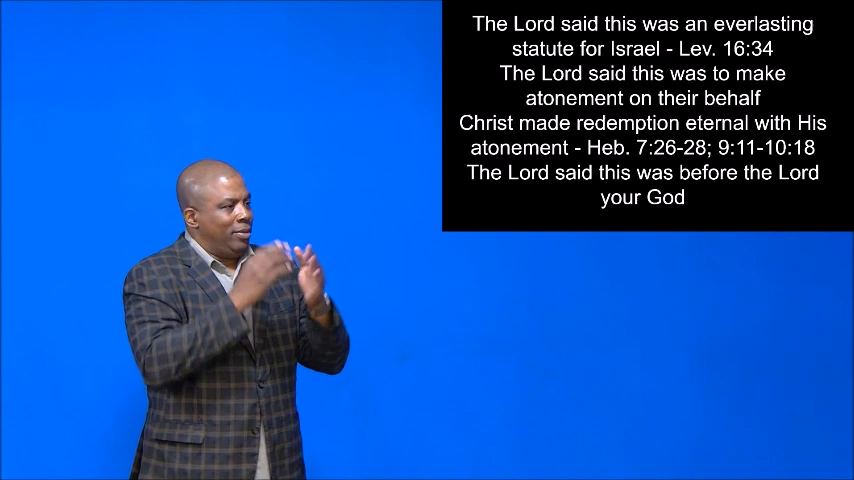 The Lord said this was an everlasting
statute for Israel - Lev. 16:34
The Lord said this was to make
atonement on their behalf
Christ made redemption eternal with His
atonement - Heb. 7:26-28; 9:11-10:18
The Lord said this was before the Lord
your God